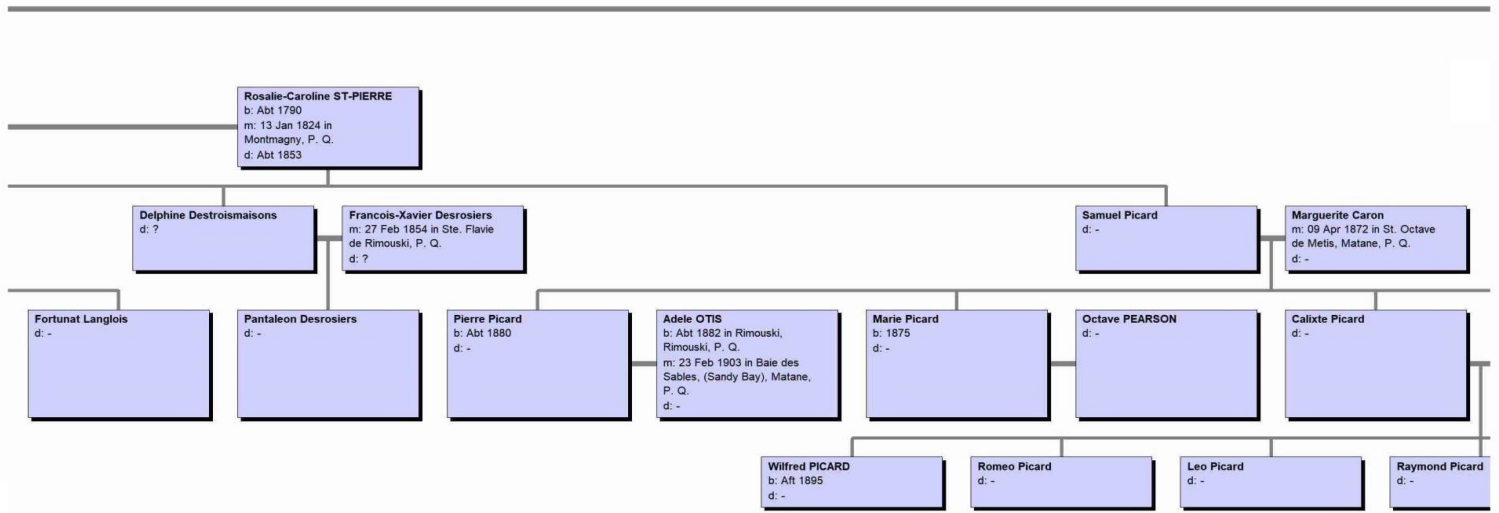 Rosalie-Caroline ST-PIERRE
b: Abt 1790
m: 13 Jan 1824 in
Montmagny, P. Q.
d: Abt 1853
Delphine Destroismaisons
d: ?
Francois-Xavier Desrosiers
m: 27 Feb 1854 in Ste. Flavie
de Rimouski, P. Q.
d: ?
Samuel Picard
d: -
Marguerite Caron
m: 09 Apr 1872 in St. Octave
de Metis, Matane, P. Q.
d: -
Fortunat Langlois
d: -
Pantaleon Desrosiers
d: -
Pierre Picard
b: Abt 1880
d: -
Adele OTIS
b: Abt 1882 in Rimouski,
Rimouski, P. Q.
m: 23 Feb 1903 in Baie des
Sables, (Sandy Bay), Matane,
P. Q.
d: -
Marie Picard
b: 1875
d: -
Octave PEARSON
d: -
Calixte Picard
d: -
Wilfred PICARD
b: Aft 1895
d: -
Romeo Picard
d: -
Leo Picard
d: -
Raymond Picard
d: -